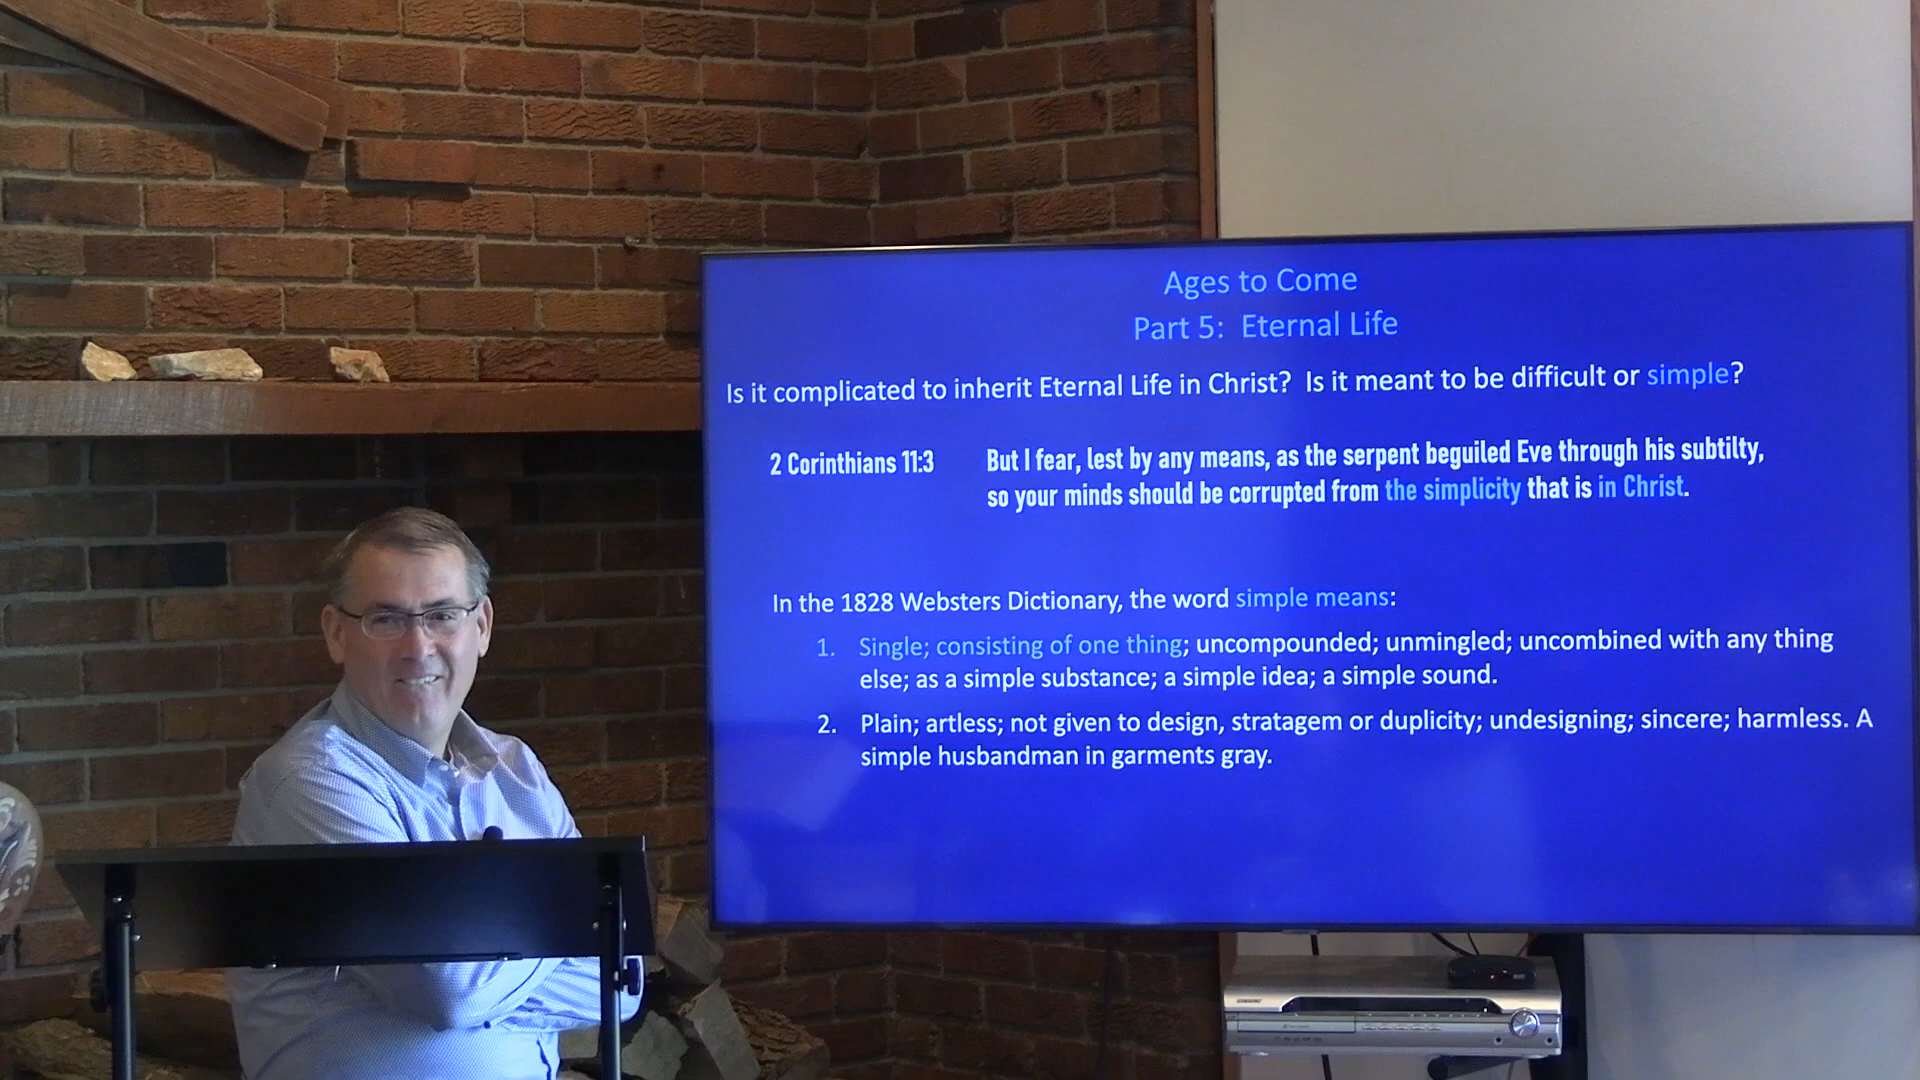 Ages to Come
Part 5: Eternal Life
Is it complicated to inherit Eternal Life in Christ? Is it meant to be difficult or simple?
2 Corinthians 11:3 But I fear, lest by any means, as the serpent beguiled Eve through his subtilty,
so your minds should be corrupted from the simplicity that is in Christ.
In the 1828 Websters Dictionary, the word simple means:
1. Single; consisting of one thing; uncompounded; unmingled; uncombined with any thing
else; as a simple substance; a simple idea; a simple sound.
2. Plain; artless; not given to design, stratagem or duplicity; undesigning; sincere; harmless. A
simple husbandman in garments gray.